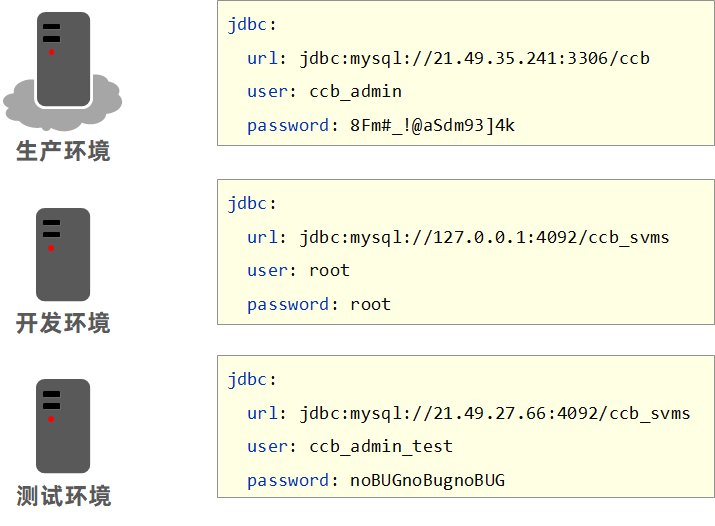 jdbc:
url: jdbc:mysql://21.49.35.241:3306/ccb
user: ccb_admin
password: 8Fm#_!@aSdm93]4k
生产环境
jdbc:
url: jdbc:mysql://127.0.0.1:4092/ccb_svms
user: root
password: root
开发环境
jdbc:
url: jdbc:mysql://21.49.27.66:4092/ccb_svms
user: ccb_admin_test
password: noBUGnoBugnoBUG
测试环境